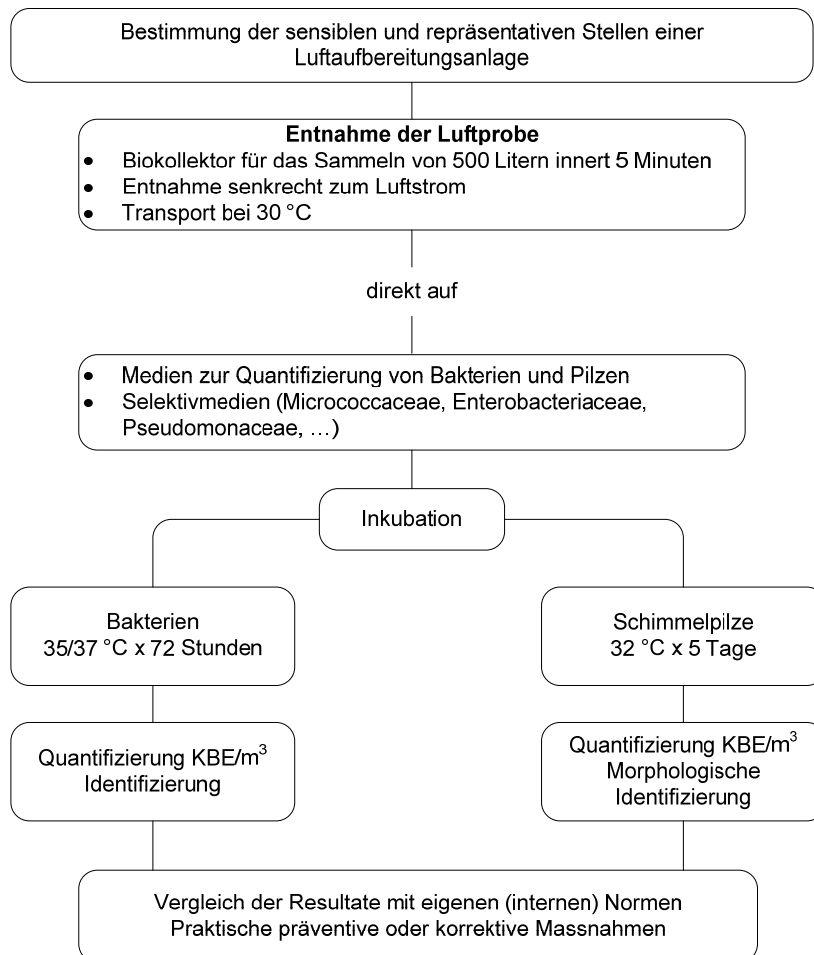 Bestimmung der sensiblen und repräsentativen Stellen einer
Luftaufbereitungsanlage
Entnahme der Luftprobe
• Biokollektor für das Sammeln von 500 Litern innert 5 Minuten
• Entnahme senkrecht zum Luftstrom
• Transport bei 30 °C
direkt auf
• Medien zur Quantifizierung von Bakterien und Pilzen
• Selektivmedien (Micrococcaceae, Enterobacteriaceae,
Pseudomonaceae, …)
Inkubation
Bakterien
35/37 °C x 72 Stunden
Schimmelpilze
32 °C x 5 Tage
Quantifizierung KBE/m³
Identifizierung
Quantifizierung KBE/m³
Morphologische
Identifizierung
Vergleich der Resultate mit eigenen (internen) Normen
Praktische präventive oder korrektive Massnahmen